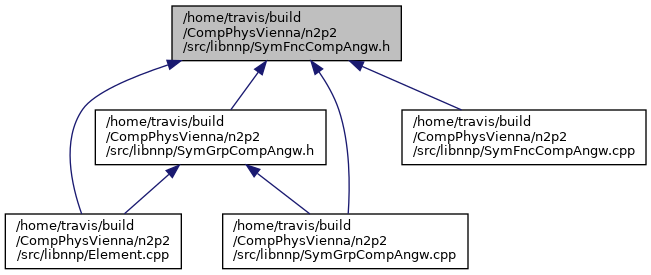 /home/travis/build
/CompPhysVienna/n2p2
/src/libnnp/SymFncCompAngw.h
/home/travis/build
/CompPhysVienna/n2p2
/src/libnnp/SymGrpCompAngw.h
/home/travis/build
/CompPhysVienna/n2p2
/src/libnnp/SymFncCompAngw.cpp
/home/travis/build
/CompPhysVienna/n2p2
/src/libnnp/Element.cpp
/home/travis/build
/CompPhysVienna/n2p2
/src/libnnp/SymGrpCompAngw.cpp